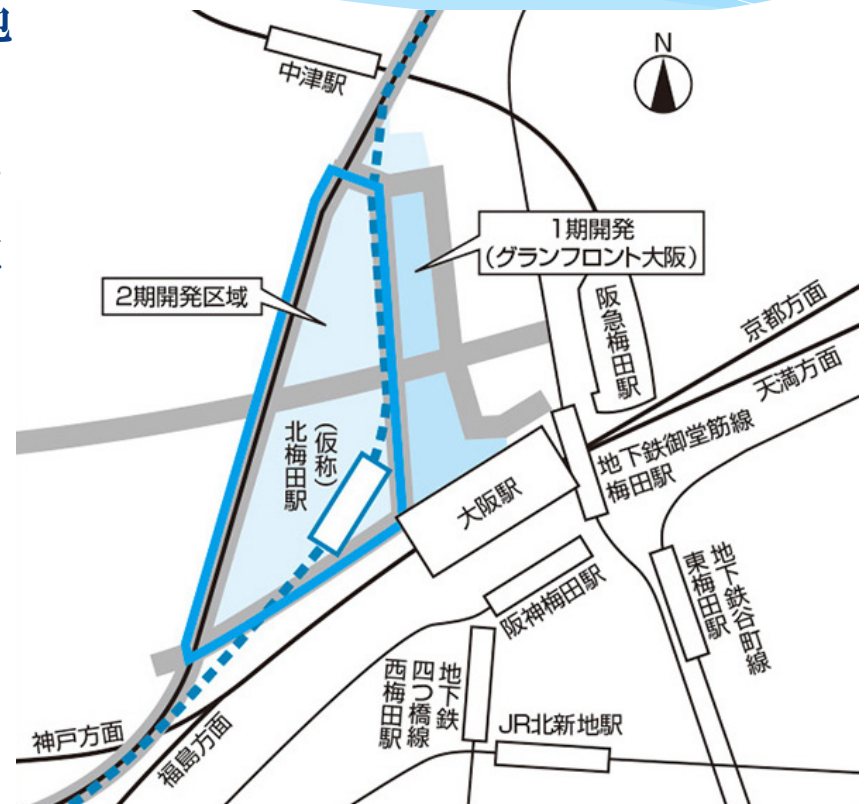 地
中津駅
N
1期開発
(グランフロント大阪)
2期開発区域
阪急梅田駅
京都方面
天満方面
(仮称)
北梅田駅
地下鉄御堂筋線
梅田駅
大阪駅
阪神梅田駅
地下鉄谷町線
東梅田駅
地下鉄
四つ橋線
西梅田駅
JR北新地駅
神戸方面
福島方面